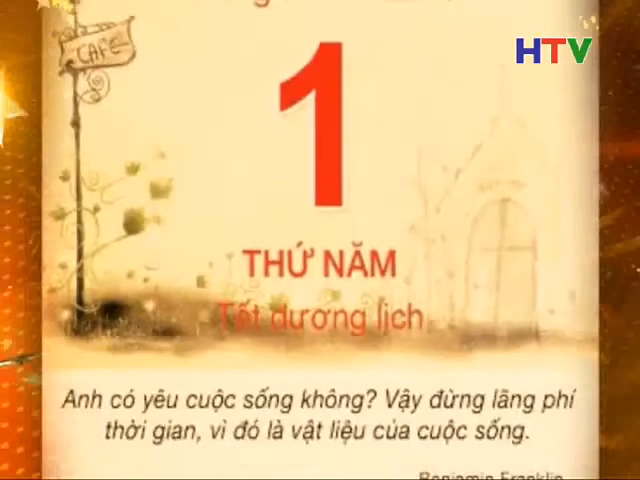 HTV
CAFE
1
THỨ NĂM
Tết dương lịch
Anh có yêu cuộc sống không? Vậy đừng lãng phí
thời gian, vì đó là vật liệu của cuộc sống.
Benjamin Franklin